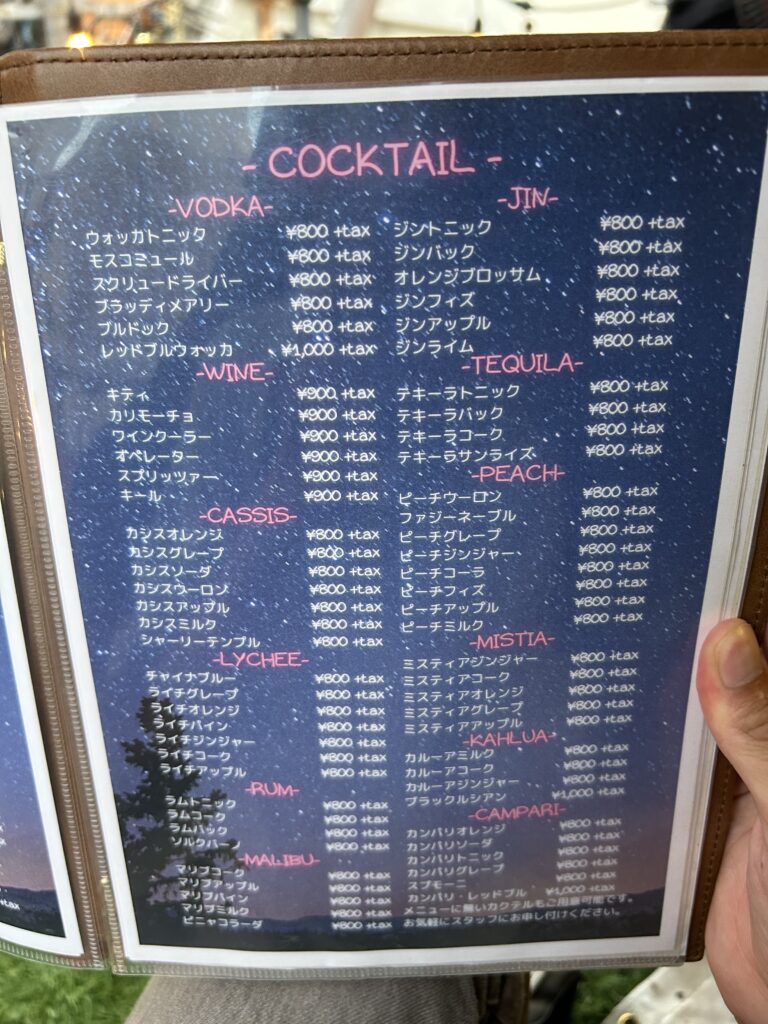 - COCKTAIL -
-VODKA-
ウォッカトニック ¥800 +tax
モスコミュール ¥800 +tax
スクリュードライバー ¥800 +tax
ブラッディメアリー ¥800 +tax
ブルドック ¥800 +tax
レッドブルウォッカ ¥1,000 +tax
-WINE-
キティ ¥900 +tax
カリモーチョ ¥900 +tax
ワインクーラー ¥900 +tax
オペレーター ¥900 +tax
スプリッツァー ¥900 +tax
キール ¥900 +tax
-CASSIS-
カシスオレンジ ¥800 +tax
カシスグレープ ¥800 +tax
カシスソーダ ¥800 +tax
カシスウーロン ¥800 +tax
カシスアップル ¥800 +tax
カシスミルク ¥800 +tax
シャーリーテンプル ¥800 +tax
-LYCHEE-
チャイナブルー ¥800 +tax
ライチグレープ ¥800 +tax
ライチオレンジ ¥800 +tax
ライチパイン ¥800 +tax
ライチジンジャー ¥800 +tax
ライチコーク ¥800 +tax
ライチアップル ¥800 +tax
-RUM-
ラムトニック ¥800 +tax
ラムコーク ¥800 +tax
ラムバック ¥800 +tax
ソルクバーノ ¥800 +tax
-MALIBU-
マリブコーク ¥800 +tax
マリブアップル ¥800 +tax
マリブパイン ¥800 +tax
マリブミルク ¥800 +tax
ピニャコラーダ ¥800 +tax
-JIN-
ジントニック ¥800 +tax
ジンバック ¥800 +tax
オレンジブロッサム ¥800 +tax
ジンフィズ ¥800 +tax
ジンアップル ¥800 +tax
ジンライム ¥800 +tax
-TEQUILA-
テキーラトニック ¥800 +tax
テキーラバック ¥800 +tax
テキーラコーク ¥800 +tax
テキーラサンライズ ¥800 +tax
-PEACH-
ピーチウーロン ¥800 +tax
ファジーネーブル ¥800 +tax
ピーチグレープ ¥800 +tax
ピーチジンジャー ¥800 +tax
ピーチコーラ ¥800 +tax
ピーチフィズ ¥800 +tax
ピーチアップル ¥800 +tax
ピーチミルク ¥800 +tax
-MISTIA-
ミスティアジンジャー ¥800 +tax
ミスティアコーク ¥800 +tax
ミスティアオレンジ ¥800 +tax
ミスティアグレープ ¥800 +tax
ミスティアアップル ¥800 +tax
-KAHLUA-
カルーアミルク ¥800 +tax
カルーアコーク ¥800 +tax
カルーアジンジャー ¥800 +tax
ブラックルシアン ¥1,000 +tax
-CAMPARI-
カンパリオレンジ ¥800 +tax
カンパリソーダ ¥800 +tax
カンパリトニック ¥800 +tax
カンパリグレープ ¥800 +tax
スプモーニ ¥800 +tax
カンパリ・レッドブル ¥1,000 +tax
メニューに無いカクテルもご用意可能です。
お気軽にスタッフにお申し付けください。